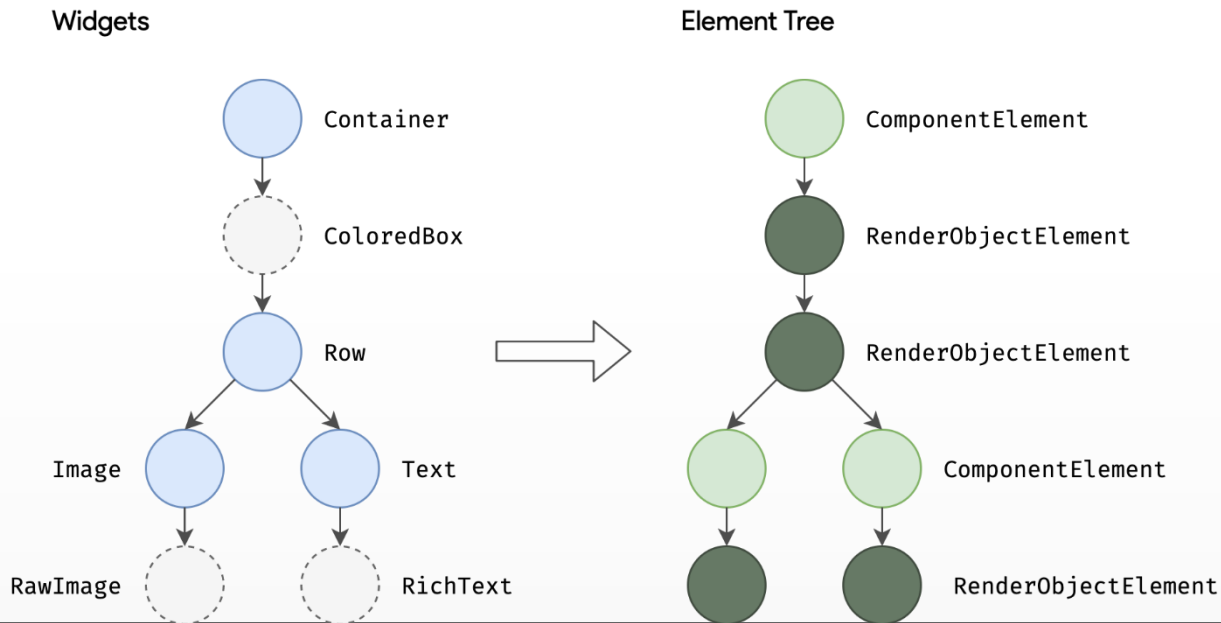 Widgets
Element Tree
Container
ComponentElement
ColoredBox
RenderObjectElement
Row
RenderObjectElement
Image
Text
ComponentElement
RawImage
RichText
RenderObjectElement